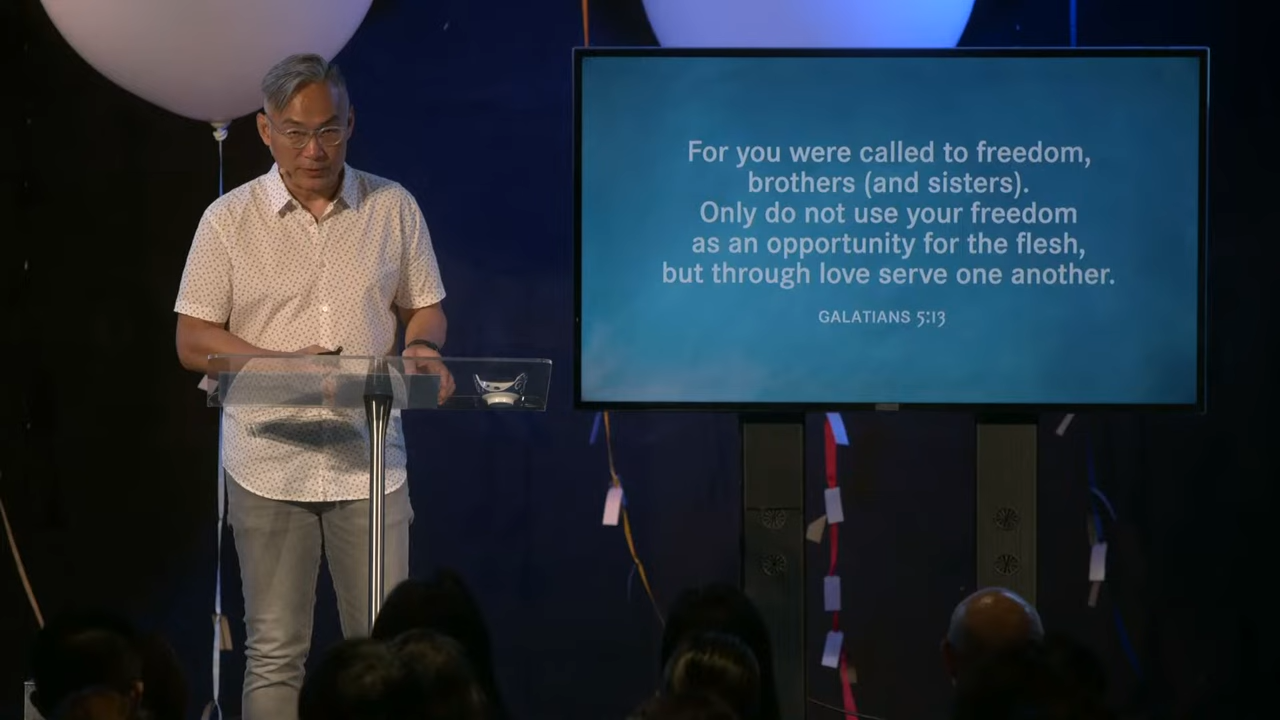 For you were called to freedom,
brothers (and sisters).
Only do not use your freedom
as an opportunity for the flesh,
but through love serve one another.
GALATIANS 5:13